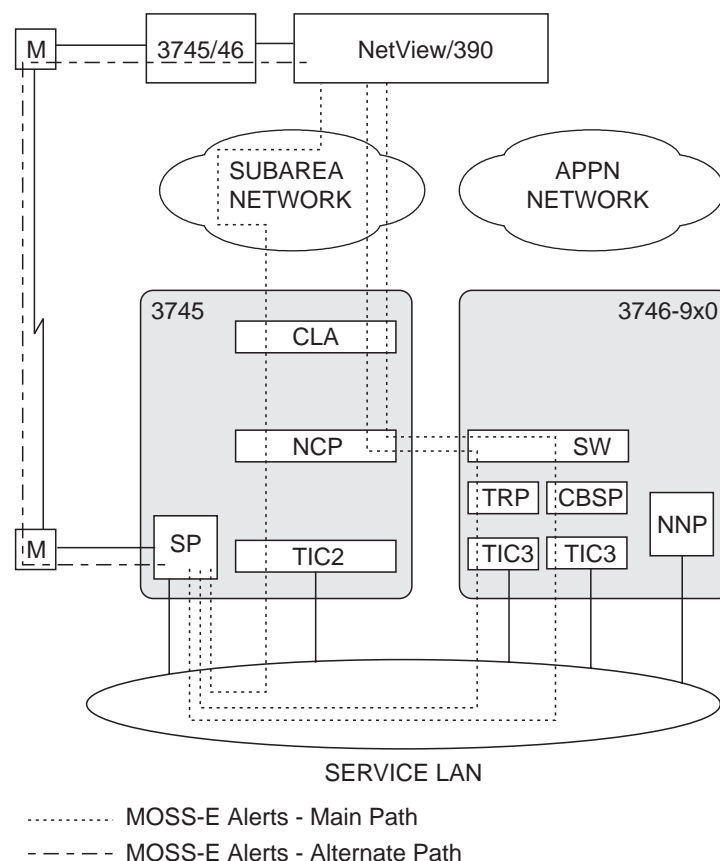 M
3745/46
NetView/390
SUBAREA
NETWORK
APPN
NETWORK
3745
3746-9x0
CLA
NCP
SW
TRP
CBSP
NNP
M
SP
TIC2
TIC3
TIC3
SERVICE LAN
MOSS-E Alerts - Main Path
MOSS-E Alerts - Alternate Path